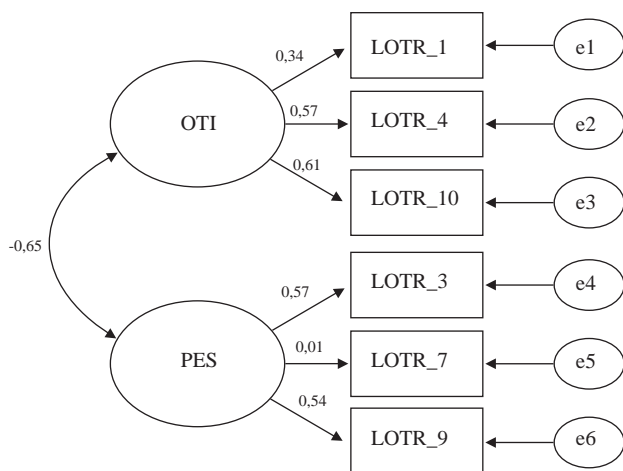 0,34
LOTR_1
e1
OTI
0,57
LOTR_4
e2
0,61
LOTR_10
e3
-0,65
0,57
LOTR_3
e4
PES
0,01
LOTR_7
e5
0,54
LOTR_9
e6